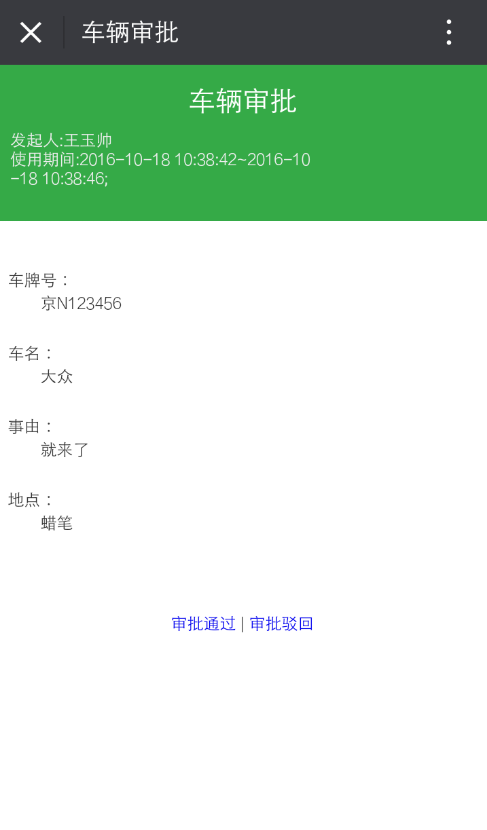 车辆审批
车辆审批
发起人:王玉帅
使用期间:2016-10-18 10:38:42~2016-10
-18 10:38:46;
车牌号：
京N123456
车名：
大众
事由：
就来了
地点：
蜡笔
审批通过 | 审批驳回